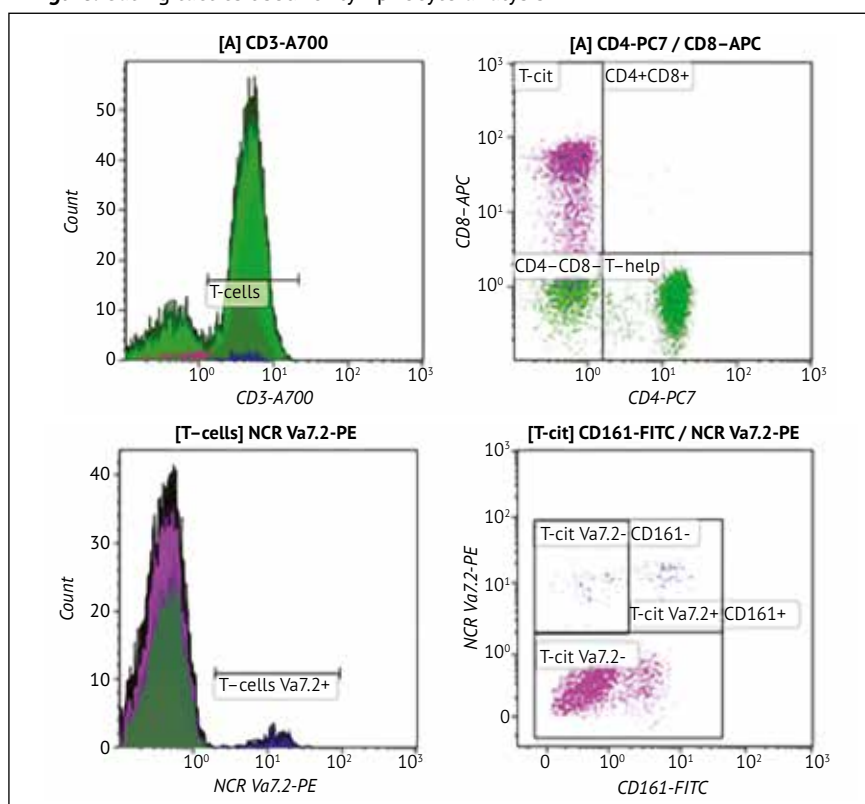 [A] CD3-A700
50
40
30
20
10
0
Count
T-cells
10⁰ 10¹ 10² 10³
CD3-A700
[A] CD4-PC7 / CD8–APC
10³
10²
10¹
10⁰
CD8–APC
T-cit
CD4+CD8+
CD4–CD8–
T–help
10⁰ 10¹ 10² 10³
CD4-PC7
[T–cells] NCR Va7.2-PE
40
30
20
10
0
Count
T–cells Va7.2+
10⁰ 10¹ 10² 10³
NCR Va7.2-PE
[T-cit] CD161-FITC / NCR Va7.2-PE
10³
10²
10¹
10⁰
0
NCR Va7.2-PE
T-cit Va7.2- CD161-
T-cit Va7.2+ CD161+
T-cit Va7.2-
0 10⁰ 10¹ 10² 10³
CD161-FITC